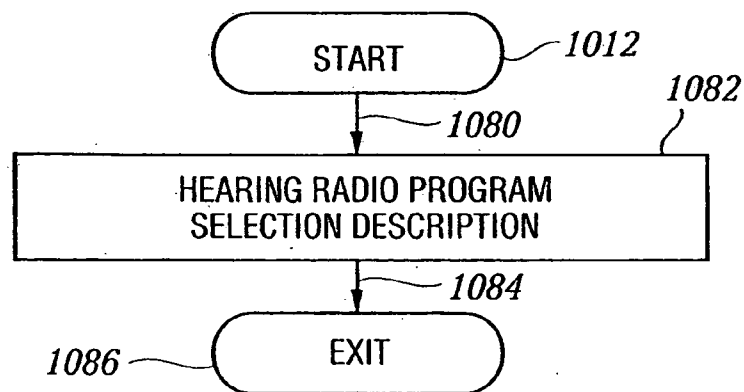 START
1012
1080
1082
HEARING RADIO PROGRAM
SELECTION DESCRIPTION
1084
EXIT
1086